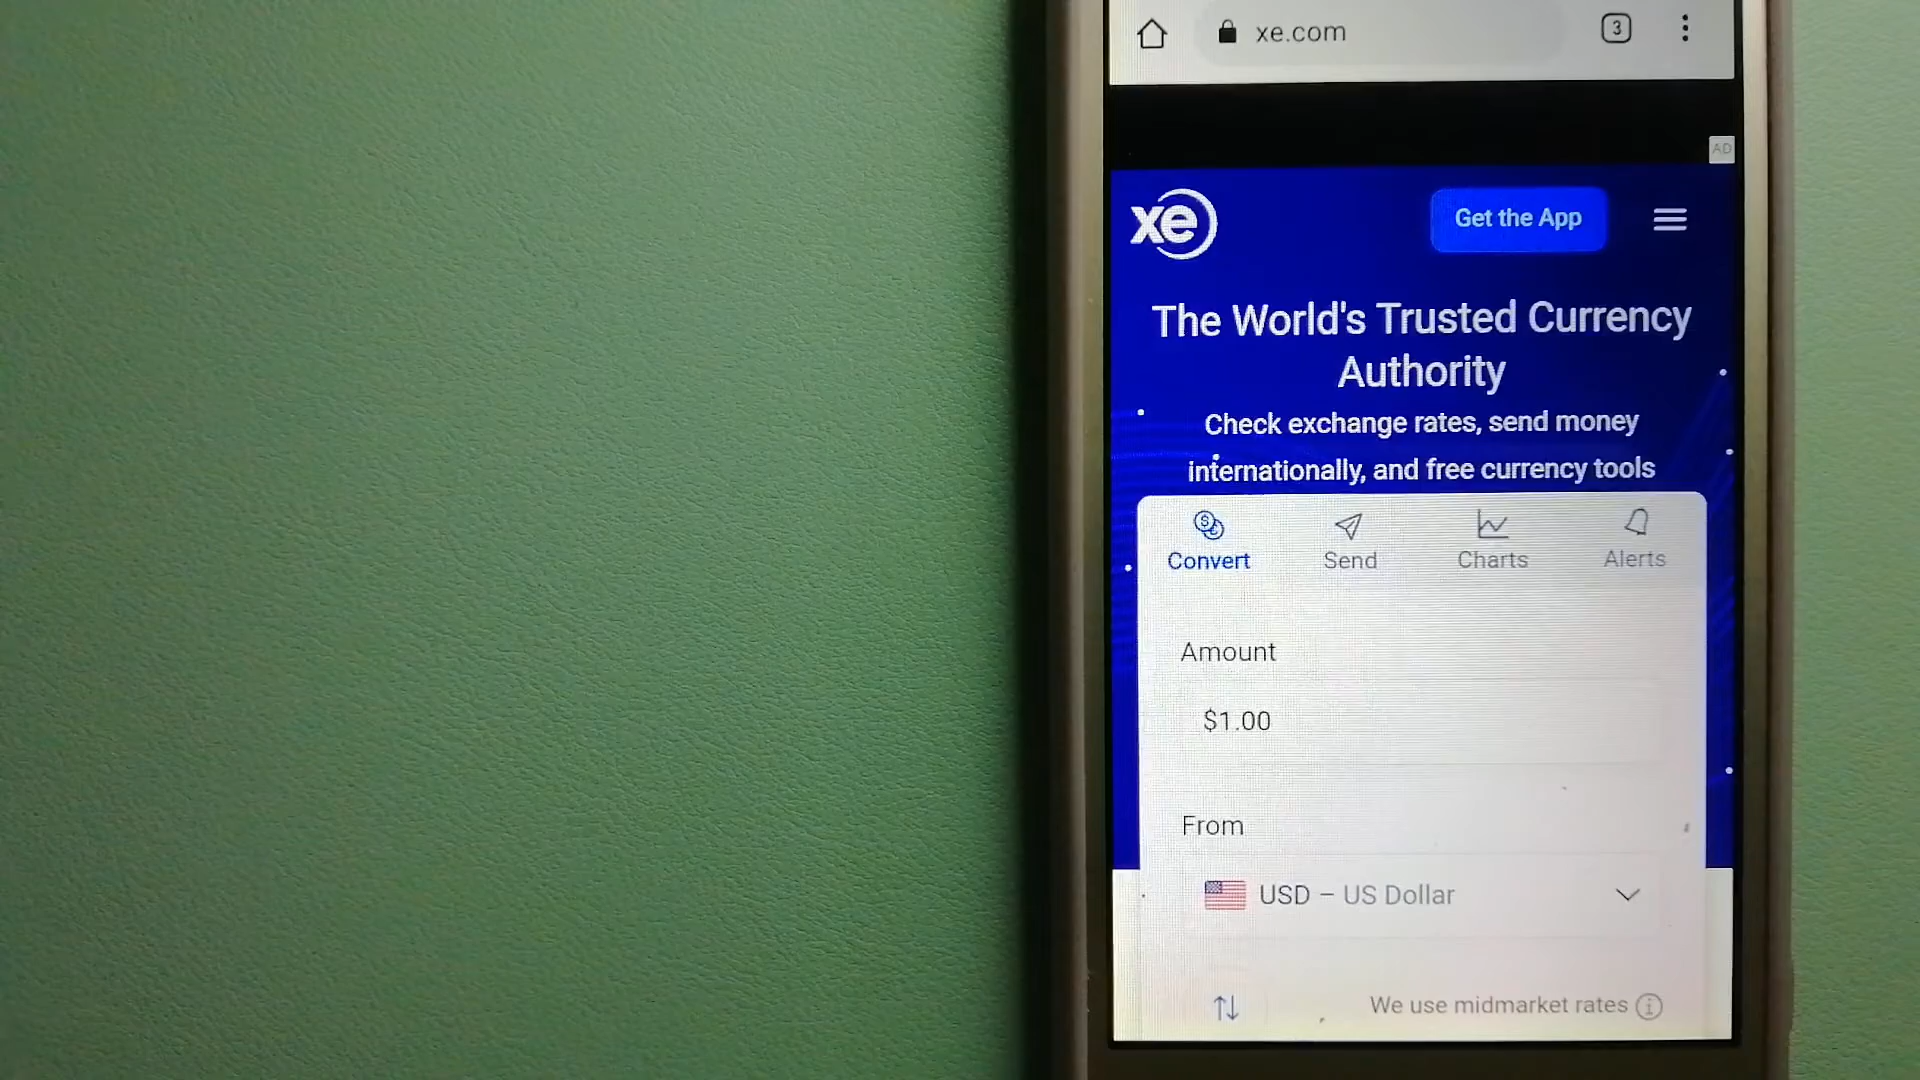 xe.com
3
AD
xe
Get the App
The World's Trusted Currency
Authority
Check exchange rates, send money
internationally, and free currency tools
Convert
Send
Charts
Alerts
Amount
$1.00
From
USD – US Dollar
We use midmarket rates